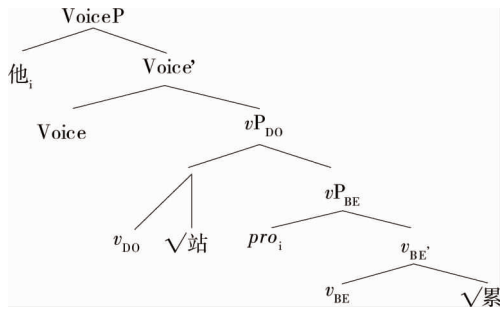 VoiceP
他i
Voice’
Voice
vPDO
vPBE
vDO
√站
proi
vBE’
vBE
√累